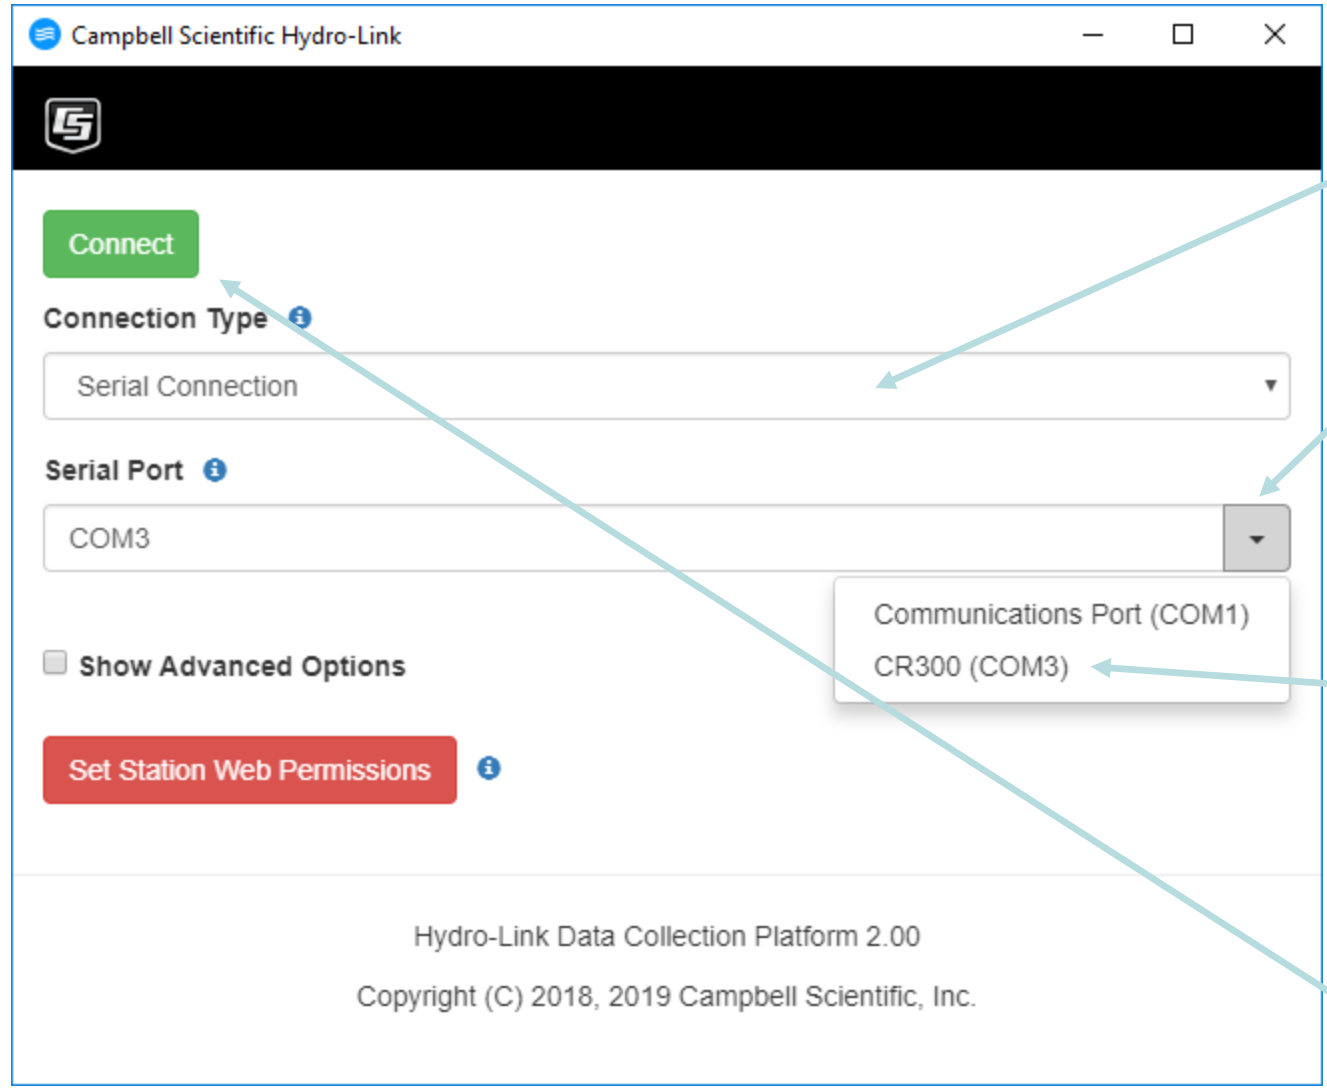 Campbell Scientific Hydro-Link
Connect
Connection Type
Serial Connection
Serial Port
COM3
Communications Port (COM1)
CR300 (COM3)
Show Advanced Options
Set Station Web Permissions
Hydro-Link Data Collection Platform 2.00
Copyright (C) 2018, 2019 Campbell Scientific, Inc.